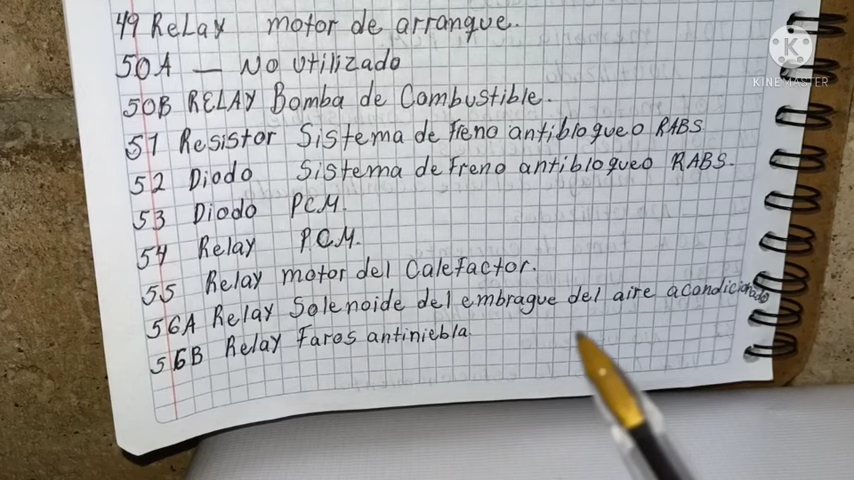 49 Relay motor de arranque.
50A — No utilizado
50B RELAY Bomba de Combustible.
51 Resistor Sistema de freno antibloqueo RABS.
52 Diodo Sistema de Freno antibloqueo RABS.
53 Diodo PCM.
54 Relay PCM.
55 Relay motor del Calefactor.
56A Relay Solenoide del embrague del aire acondicionado
56B Relay Faros antiniebla.
K
KINEMASTER